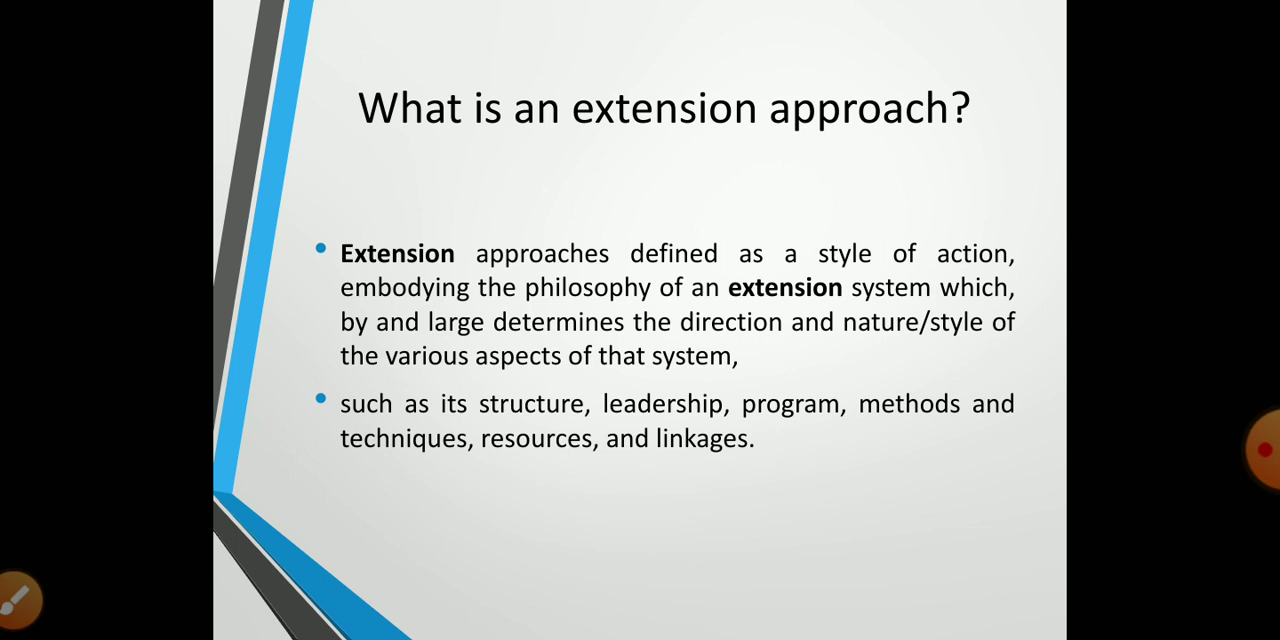 What is an extension approach?
Extension approaches defined as a style of action,
embodying the philosophy of an extension system which,
by and large determines the direction and nature/style of
the various aspects of that system,
such as its structure, leadership, program, methods and
techniques, resources, and linkages.